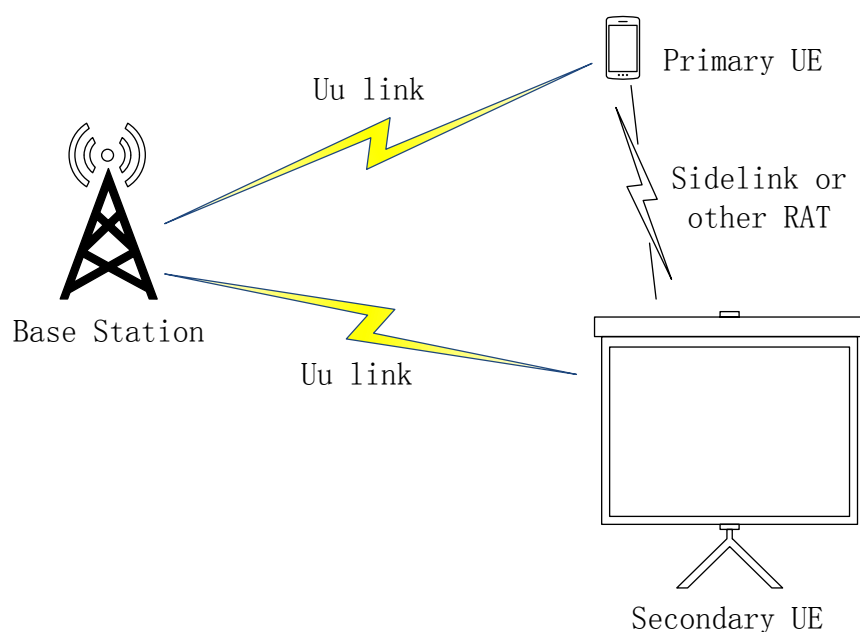 Primary UE
Uu link
Sidelink or
other RAT
Base Station
Uu link
Secondary UE